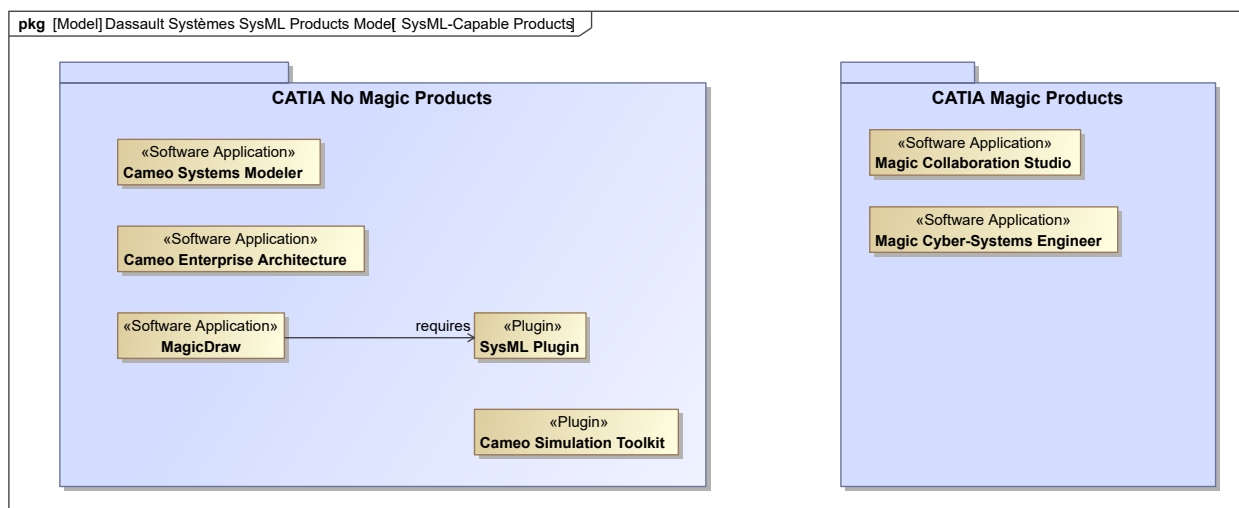 pkg [Model] Dassault Systèmes SysML Products Model[ SysML-Capable Products]
CATIA No Magic Products
«Software Application»
Cameo Systems Modeler
«Software Application»
Cameo Enterprise Architecture
«Software Application»
MagicDraw
requires
«Plugin»
SysML Plugin
«Plugin»
Cameo Simulation Toolkit
CATIA Magic Products
«Software Application»
Magic Collaboration Studio
«Software Application»
Magic Cyber-Systems Engineer